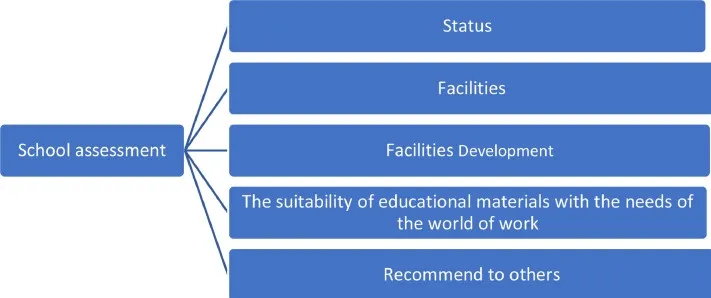 Status
Facilities
School assessment
Facilities Development
The suitability of educational materials with the needs of
the world of work
Recommend to others